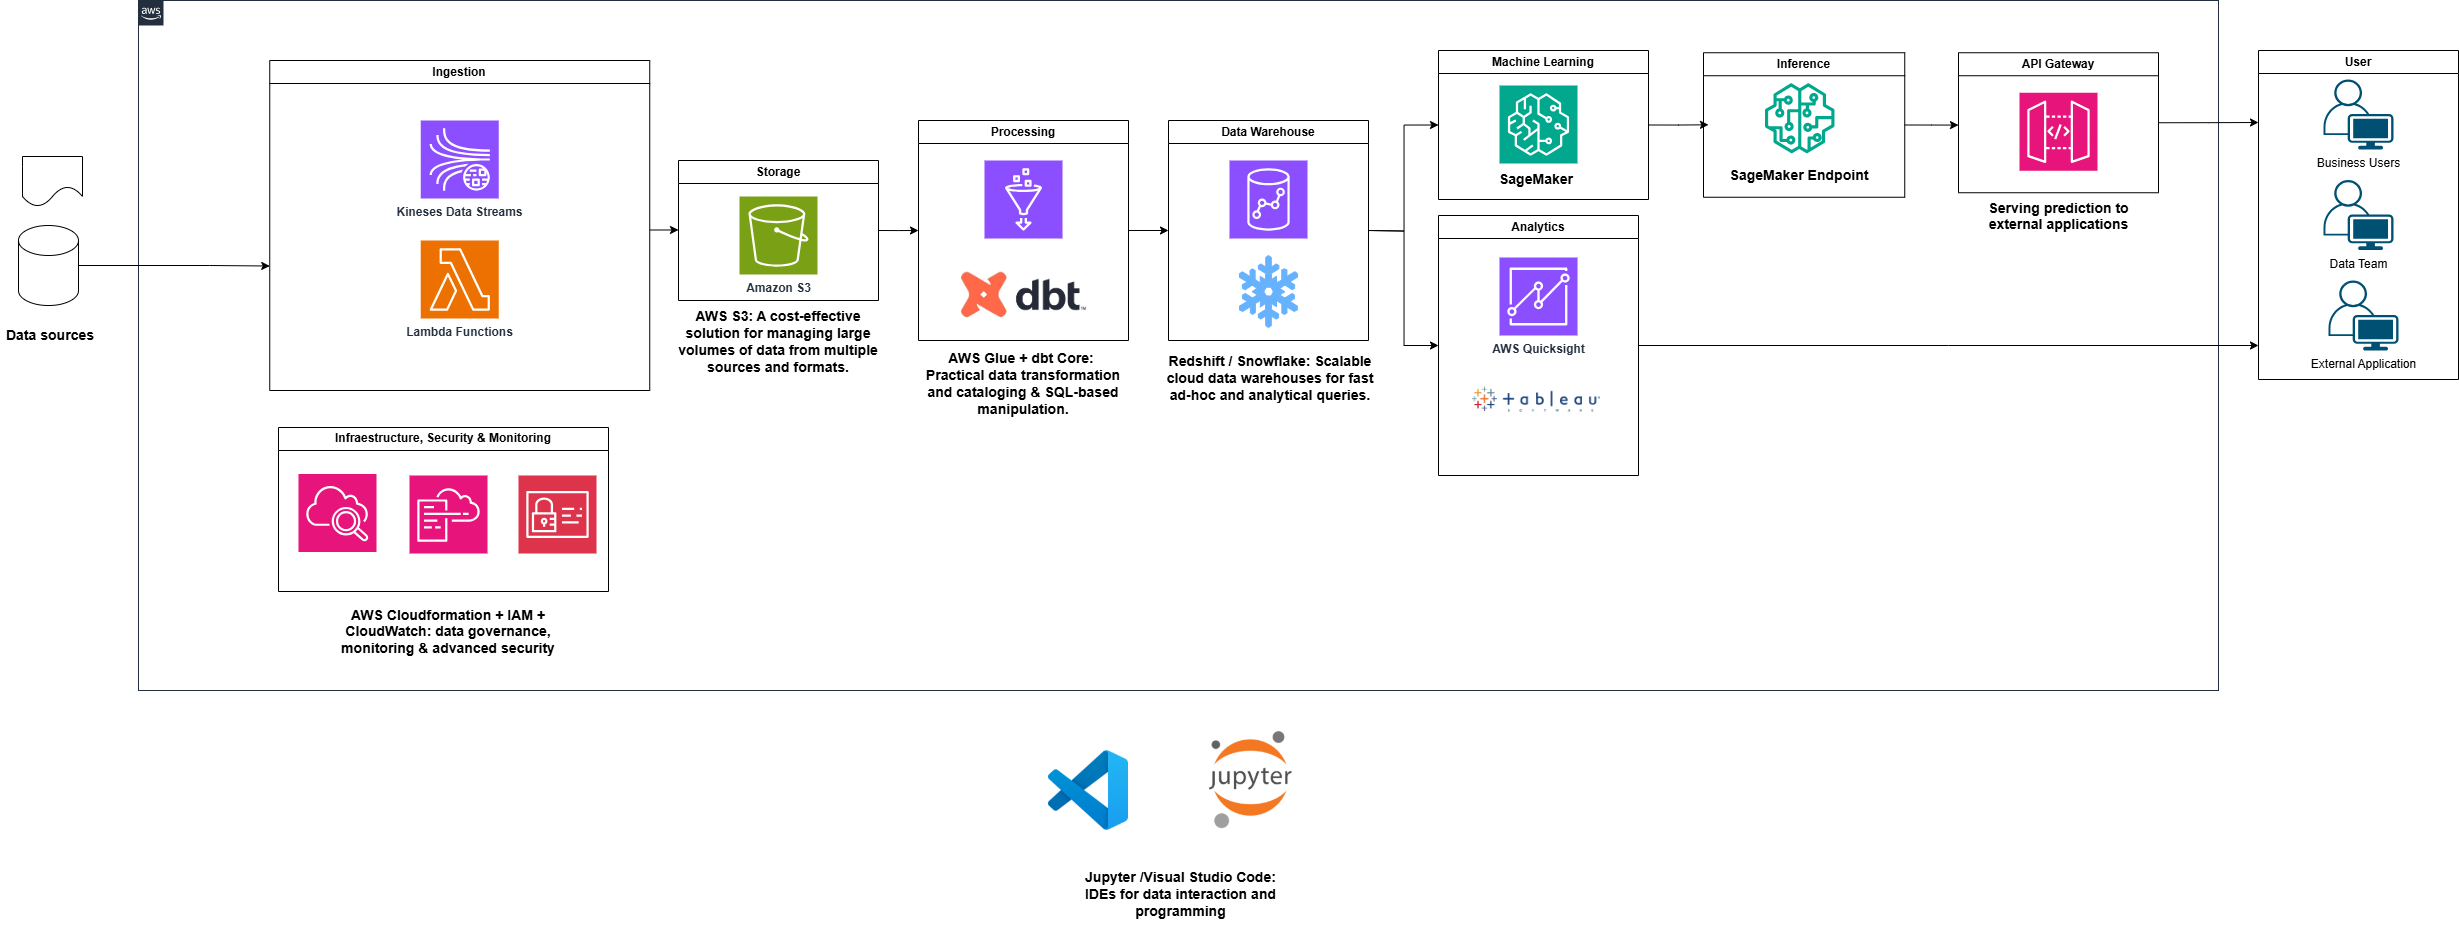 aws
Data sources
Ingestion
Kineses Data Streams
Lambda Functions
Infraestructure, Security & Monitoring
AWS Cloudformation + IAM +
CloudWatch: data governance,
monitoring & advanced security
Storage
Amazon S3
AWS S3: A cost-effective
solution for managing large
volumes of data from multiple
sources and formats.
Processing
dbt™
AWS Glue + dbt Core:
Practical data transformation
and cataloging & SQL-based
manipulation.
Data Warehouse
Redshift / Snowflake: Scalable
cloud data warehouses for fast
ad-hoc and analytical queries.
Machine Learning
SageMaker
Inference
SageMaker Endpoint
API Gateway
</>
Serving prediction to
external applications
Analytics
AWS Quicksight
tableau
SOFTWARE
User
Business Users
Data Team
External Application
jupyter
Jupyter /Visual Studio Code:
IDEs for data interaction and
programming